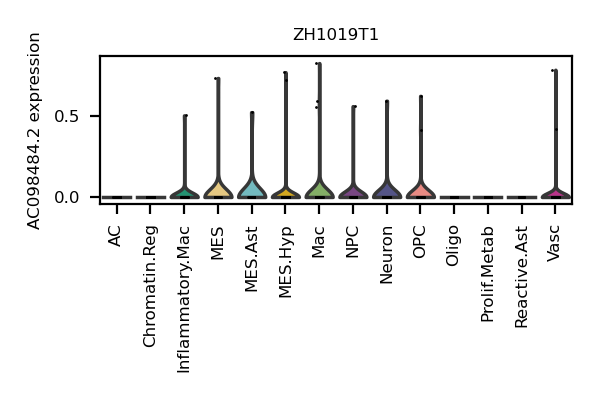 ZH1019T1
AC098484.2 expression
0.5
0.0
AC
Chromatin.Reg
Inflammatory.Mac
MES
MES.Ast
MES.Hyp
Mac
NPC
Neuron
OPC
Oligo
Prolif.Metab
Reactive.Ast
Vasc